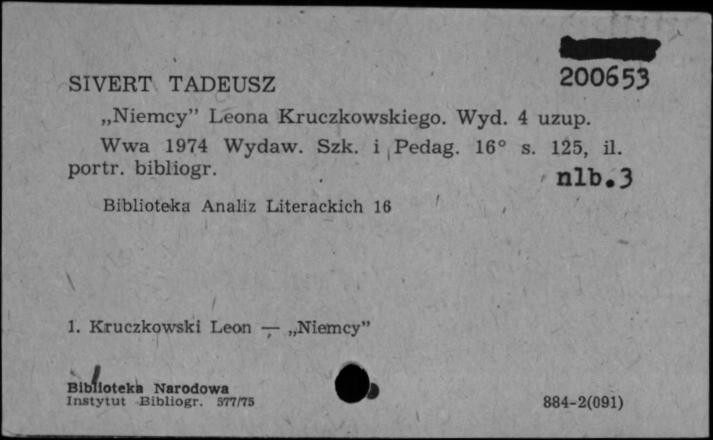 200653
SIVERT TADEUSZ
„Niemcy” Leona Kruczkowskiego. Wyd. 4 uzup.
Wwa 1974 Wydaw. Szk. i Pedag. 16° s. 125, il.
portr. bibliogr.
nlb.3
Biblioteka Analiz Literackich 16
1. Kruczkowski Leon — „Niemcy”
Biblioteka Narodowa
Instytut Bibliogr. 577/75
884-2(091)